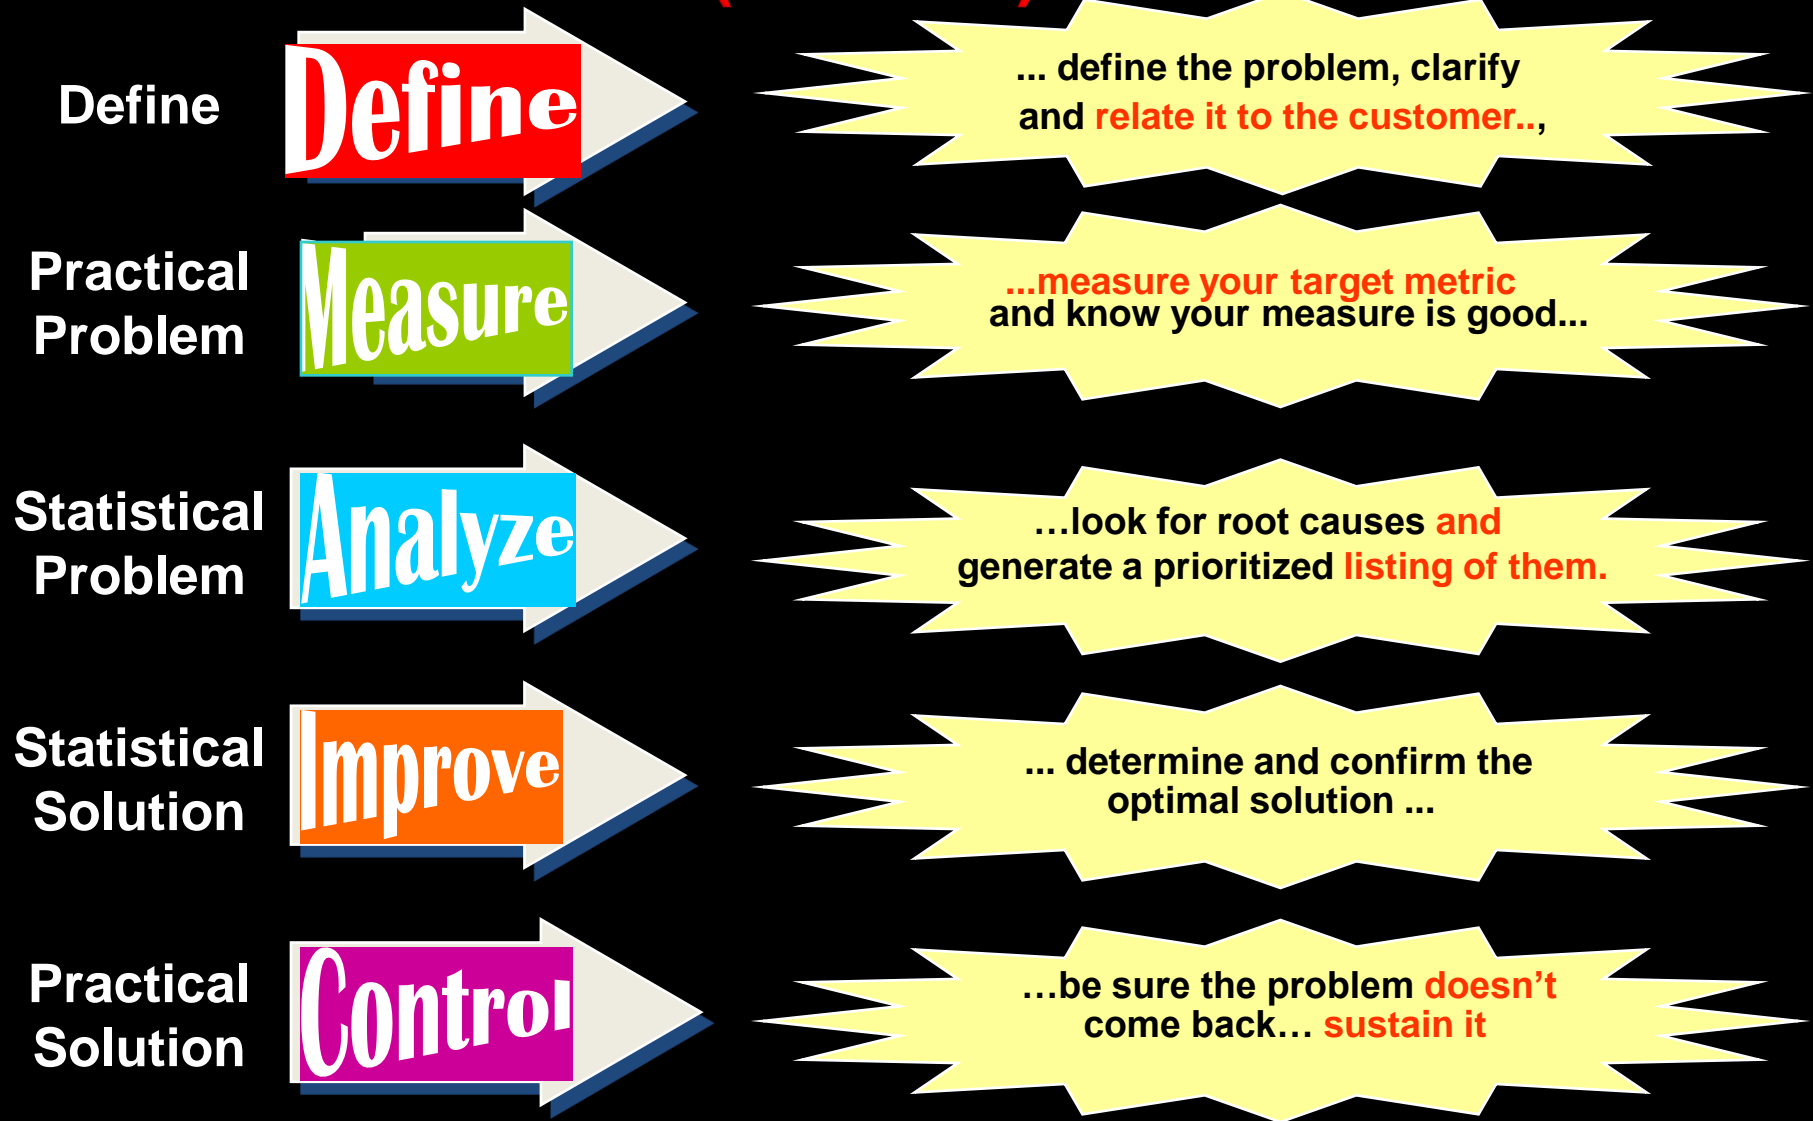 Define
Define
... define the problem, clarify
and relate it to the customer..,
Practical
Problem
Measure
...measure your target metric
and know your measure is good...
Statistical
Problem
Analyze
…look for root causes and
generate a prioritized listing of them.
Statistical
Solution
Improve
... determine and confirm the
optimal solution ...
Practical
Solution
Control
…be sure the problem doesn’t
come back… sustain it